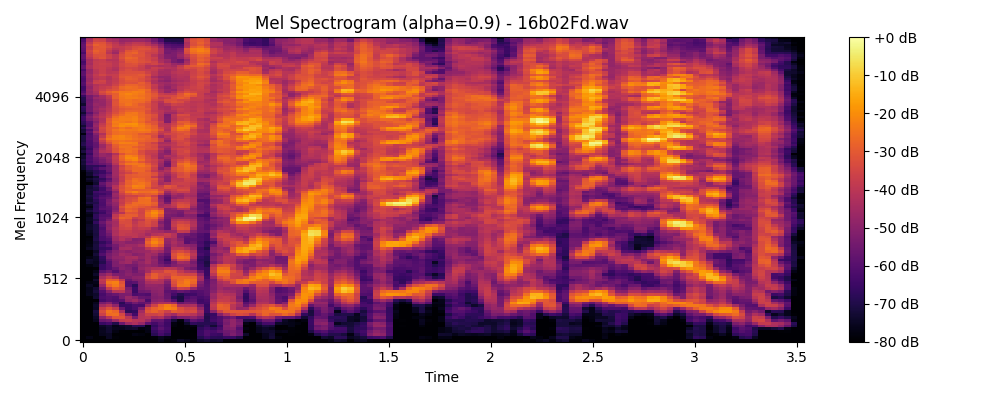 Mel Spectrogram (alpha=0.9) - 16b02Fd.wav
+0 dB
-10 dB
-20 dB
-30 dB
-40 dB
-50 dB
-60 dB
-70 dB
-80 dB
Mel Frequency
4096
2048
1024
512
0
0 0.5 1 1.5 2 2.5 3 3.5
Time